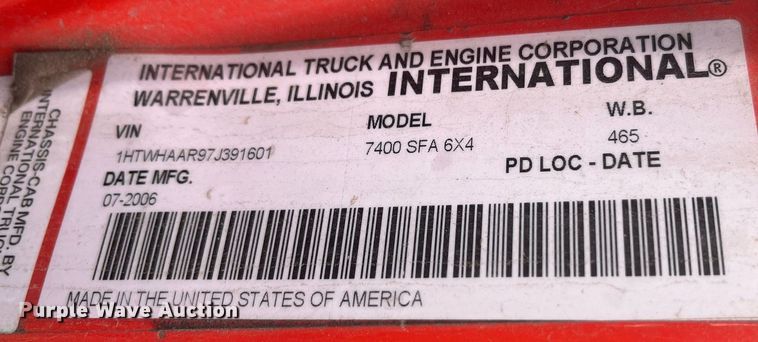 INTERNATIONAL TRUCK AND ENGINE CORPORATION
WARRENVILLE, ILLINOIS INTERNATIONAL®
VIN
1HTWHAAR97J391601
MODEL
7400 SFA 6X4
W.B.
465
DATE MFG.
07-2006
PD LOC - DATE
MADE IN THE UNITED STATES OF AMERICA
CHASSIS-CAB MFD. BY
INTERNATIONAL TRUCK
ENGINE CORP.
Purple Wave Auction